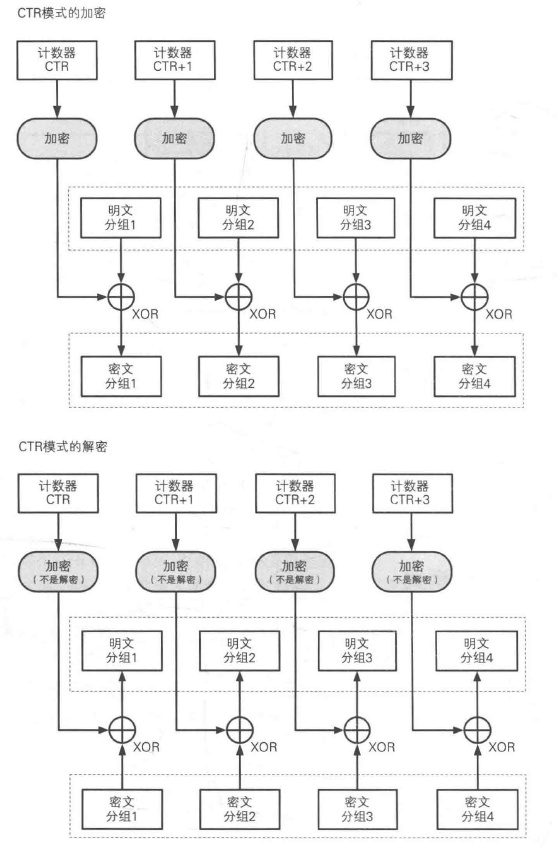 CTR模式的加密
计数器
CTR
计数器
CTR+1
计数器
CTR+2
计数器
CTR+3
加密
加密
加密
加密
明文
分组1
明文
分组2
明文
分组3
明文
分组4
XOR
XOR
XOR
XOR
密文
分组1
密文
分组2
密文
分组3
密文
分组4
CTR模式的解密
计数器
CTR
计数器
CTR+1
计数器
CTR+2
计数器
CTR+3
加密
(不是解密)
加密
(不是解密)
加密
(不是解密)
加密
(不是解密)
明文
分组1
明文
分组2
明文
分组3
明文
分组4
XOR
XOR
XOR
XOR
密文
分组1
密文
分组2
密文
分组3
密文
分组4